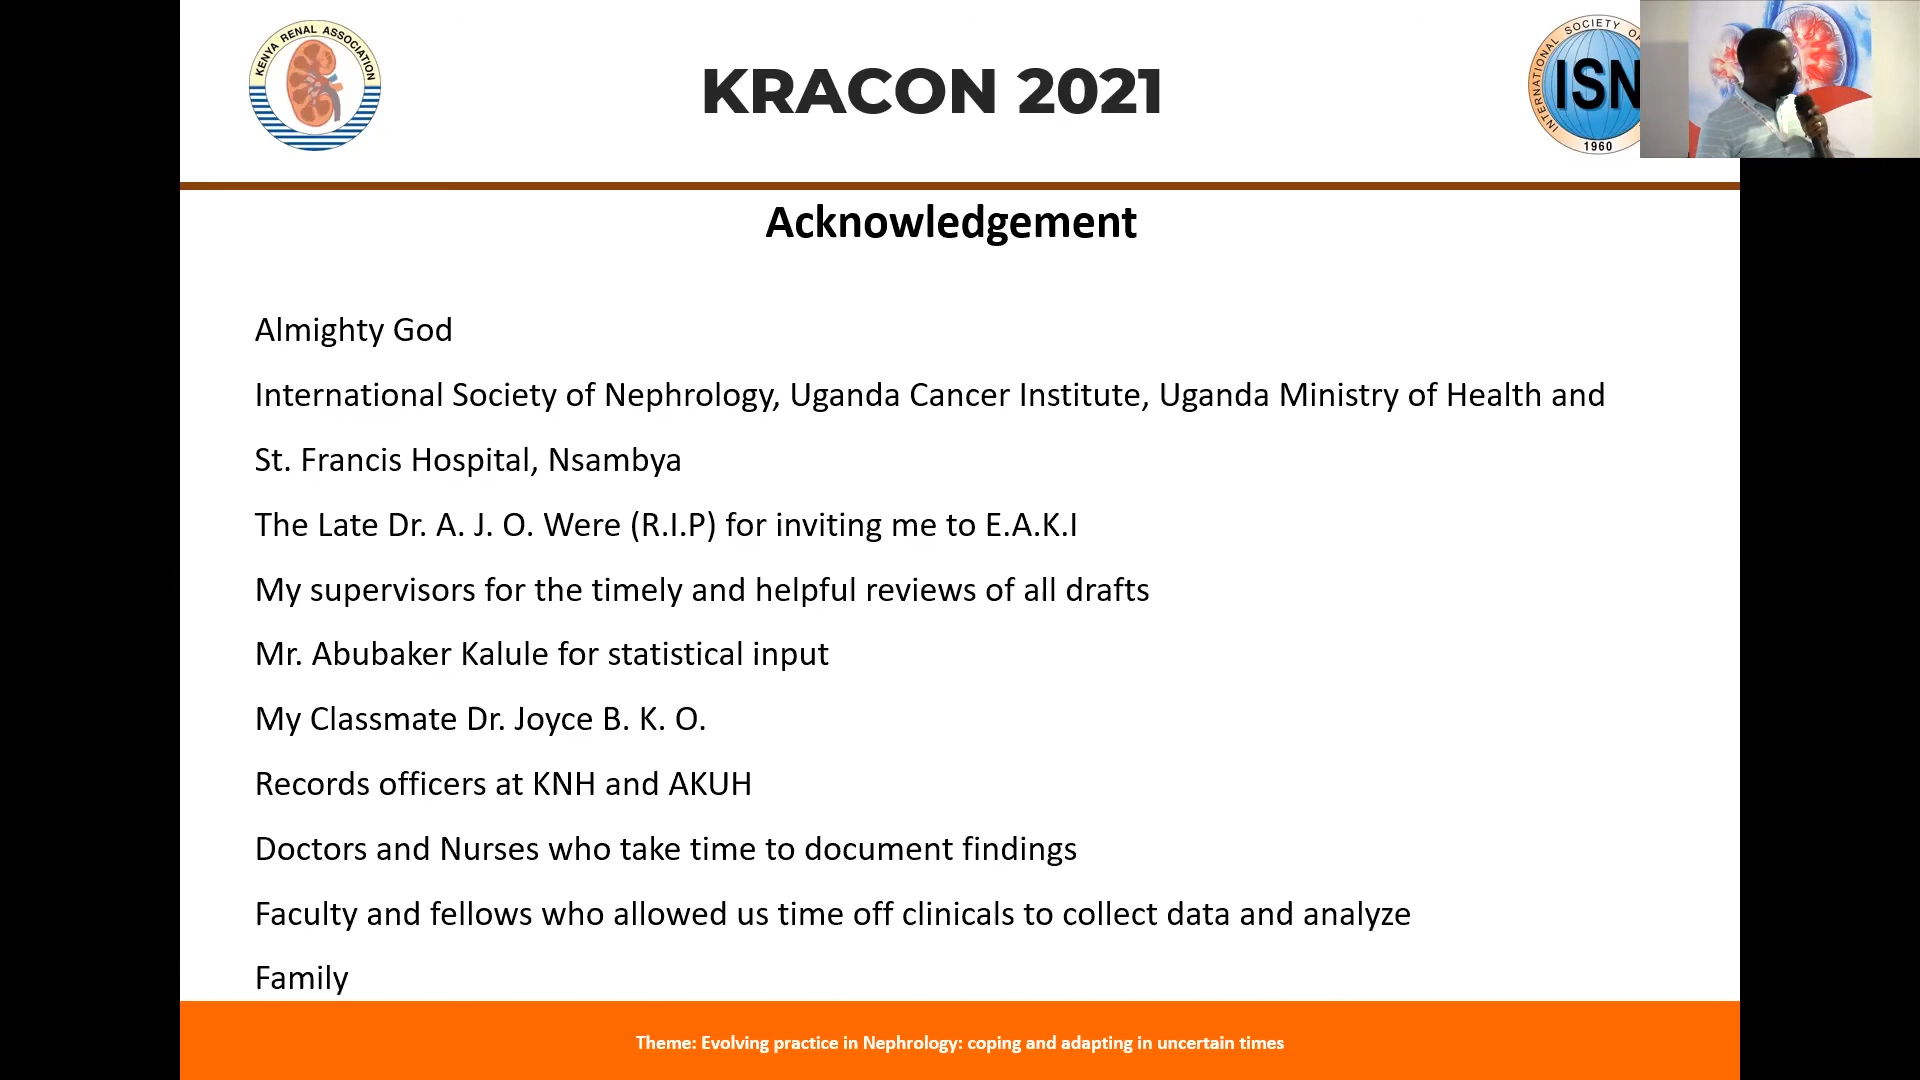 KENYA RENAL ASSOCIATION
KRACON 2021
INTERNATIONAL SOCIETY OF
ISN
1960
Acknowledgement
Almighty God
International Society of Nephrology, Uganda Cancer Institute, Uganda Ministry of Health and
St. Francis Hospital, Nsambya
The Late Dr. A. J. O. Were (R.I.P) for inviting me to E.A.K.I
My supervisors for the timely and helpful reviews of all drafts
Mr. Abubaker Kalule for statistical input
My Classmate Dr. Joyce B. K. O.
Records officers at KNH and AKUH
Doctors and Nurses who take time to document findings
Faculty and fellows who allowed us time off clinicals to collect data and analyze
Family
Theme: Evolving practice in Nephrology: coping and adapting in uncertain times